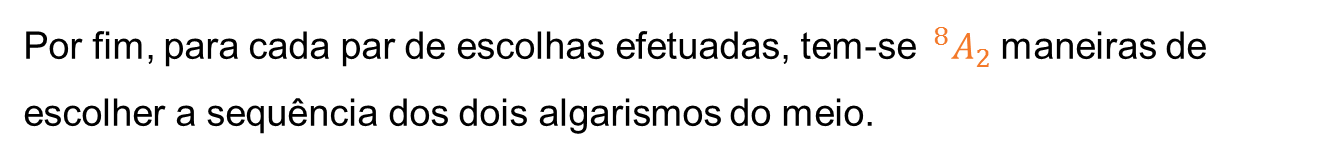 Por fim, para cada par de escolhas efetuadas, tem-se ⁸A₂ maneiras de
escolher a sequência dos dois algarismos do meio.